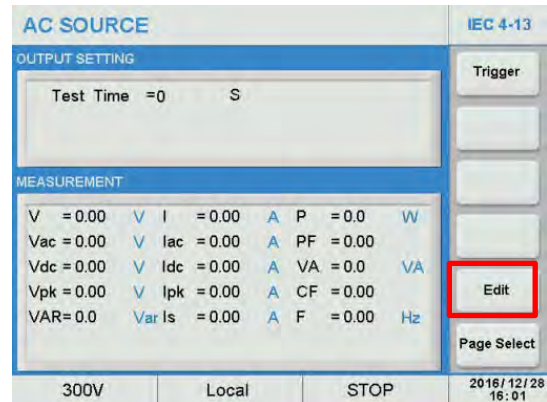 AC SOURCE
IEC 4-13
OUTPUT SETTING
Test Time =0 S
Trigger
MEASUREMENT
V = 0.00 V I = 0.00 A P = 0.0 W
Vac = 0.00 V Iac = 0.00 A PF = 0.00
Vdc = 0.00 V Idc = 0.00 A VA = 0.0 VA
Vpk = 0.00 V Ipk = 0.00 A CF = 0.00
VAR= 0.0 Var Is = 0.00 A F = 0.00 Hz
Edit
Page Select
300V Local STOP
2016/12/28
16:01